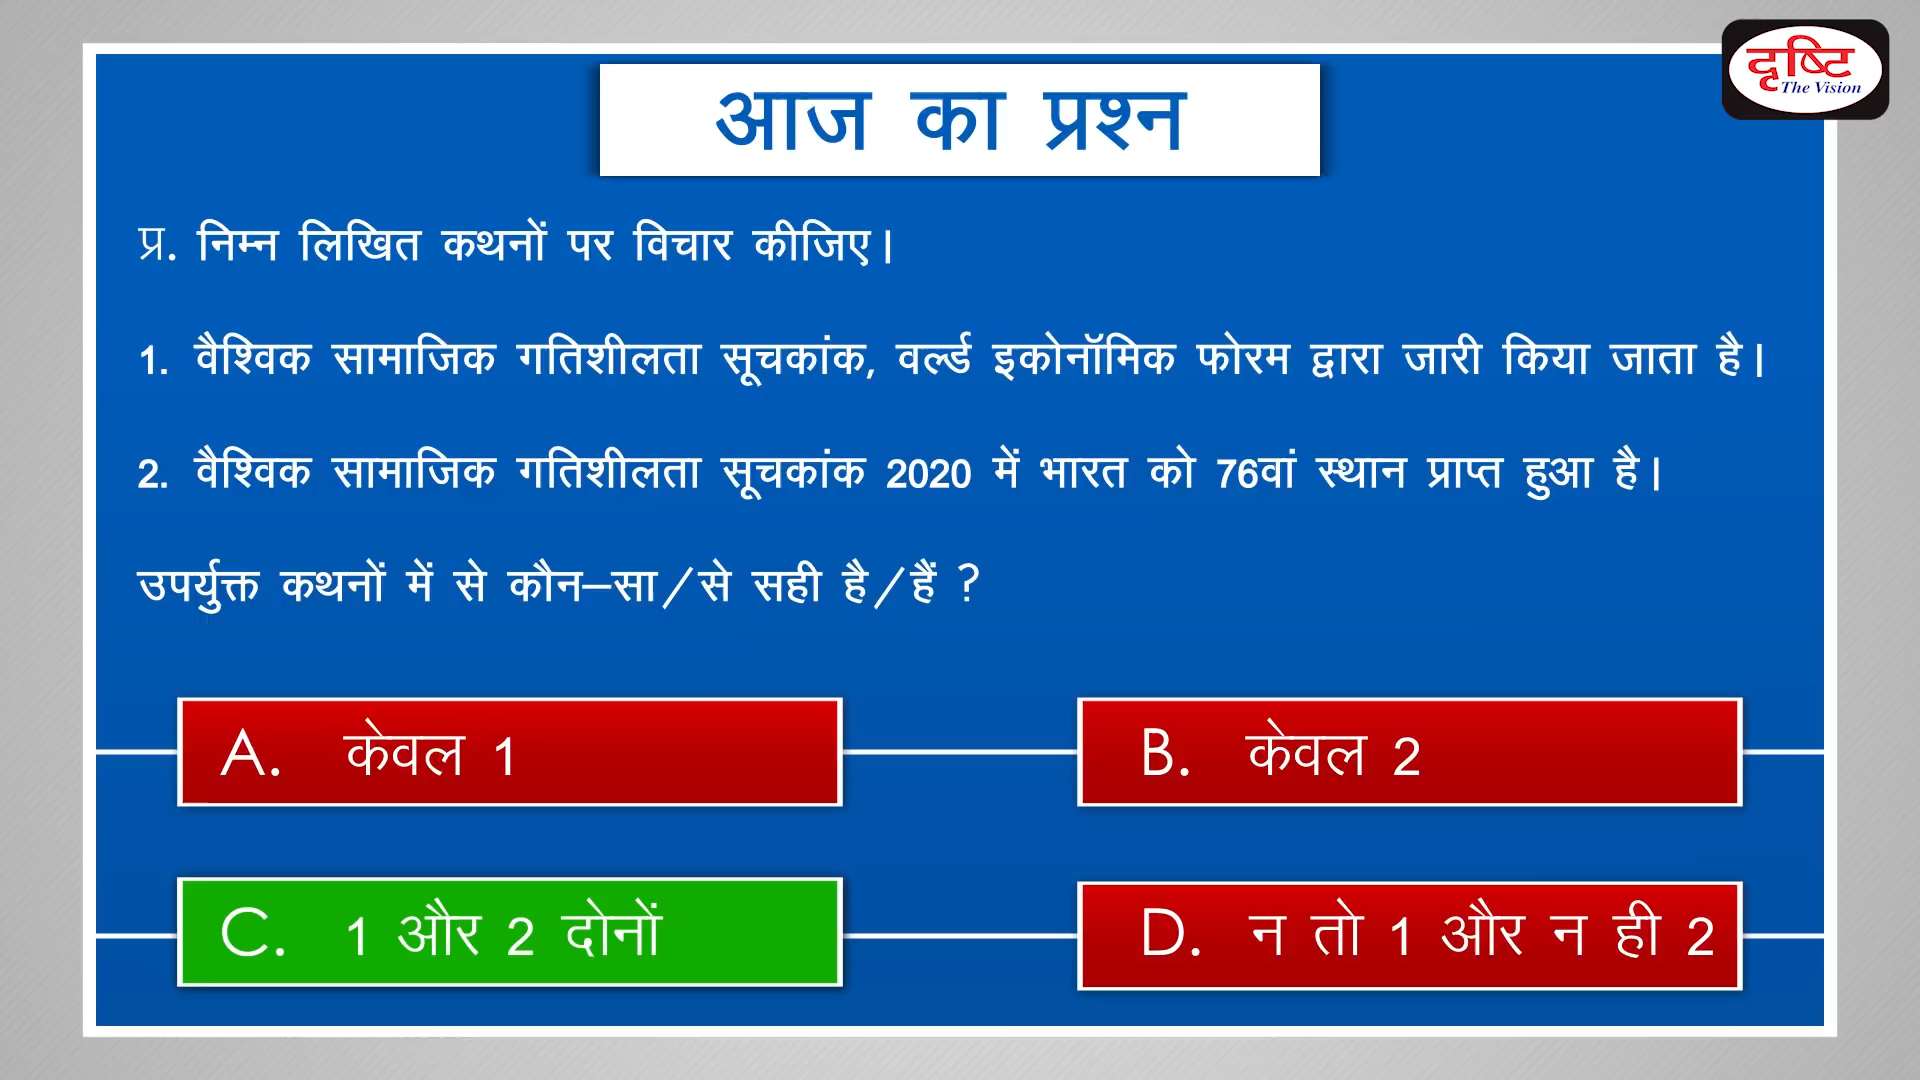 दृष्टि
The Vision
आज का प्रश्न
प्र. निम्न लिखित कथनों पर विचार कीजिए।
1. वैश्विक सामाजिक गतिशीलता सूचकांक, वर्ल्ड इकोनॉमिक फोरम द्वारा जारी किया जाता है।
2. वैश्विक सामाजिक गतिशीलता सूचकांक 2020 में भारत को 76वां स्थान प्राप्त हुआ है।
उपर्युक्त कथनों में से कौन–सा/से सही है/हैं ?
A. केवल 1
B. केवल 2
C. 1 और 2 दोनों
D. न तो 1 और न ही 2